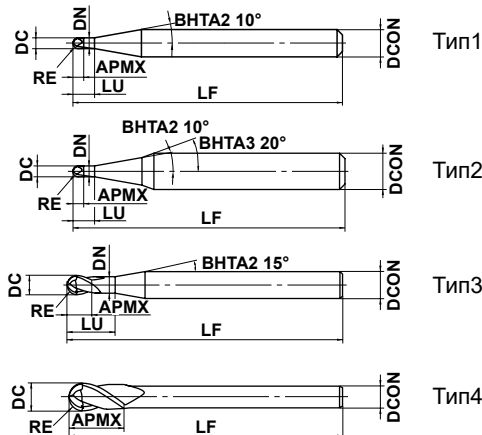 DC
DN
BHTA2 10°
DCON
Тип1
RE
APMX
LU
LF
DC
DN
BHTA2 10°
BHTA3 20°
DCON
Тип2
RE
APMX
LU
LF
DC
DN
BHTA2 15°
DCON
Тип3
RE
APMX
LU
LF
DC
DCON
Тип4
RE
APMX
LF